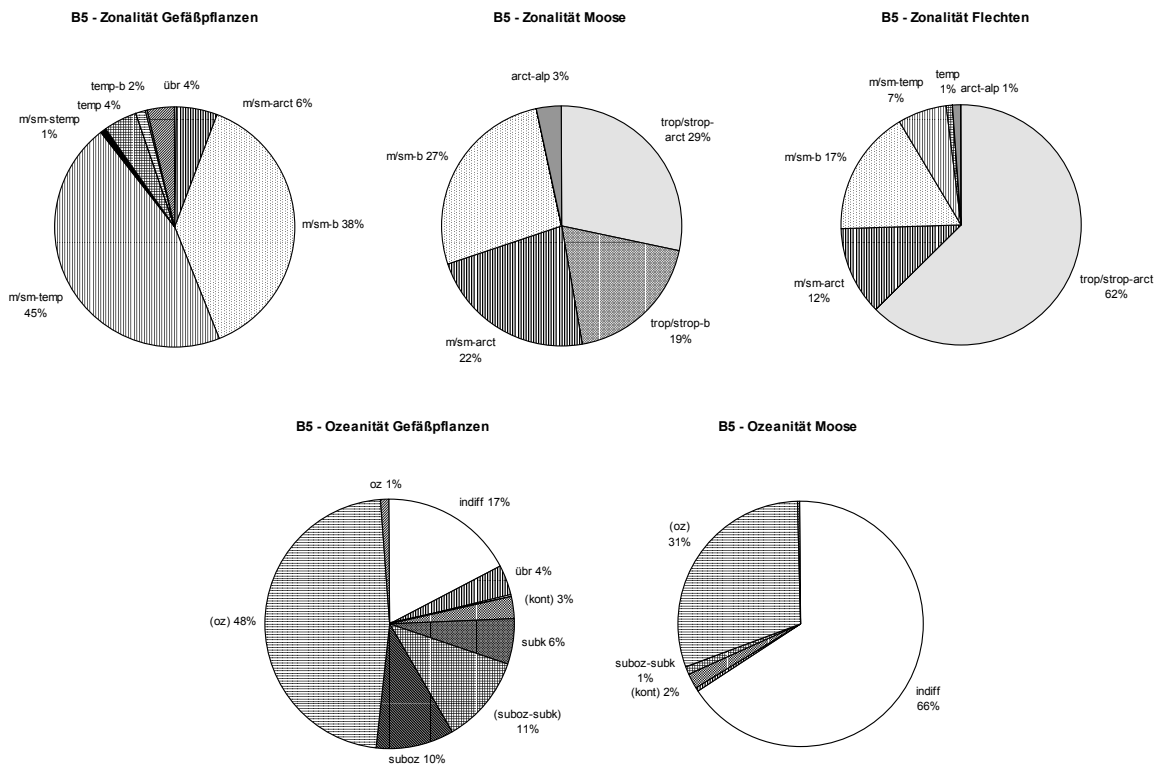 B5 - Zonalität Gefäßpflanzen
temp-b 2%
übr 4%
temp 4%
m/sm-stemp
1%
m/sm-arct 6%
m/sm-b 38%
m/sm-temp
45%
B5 - Zonalität Moose
arct-alp 3%
trop/strop-
arct 29%
m/sm-b 27%
trop/strop-b
19%
m/sm-arct
22%
B5 - Zonalität Flechten
temp
1%
arct-alp 1%
m/sm-temp
7%
m/sm-b 17%
m/sm-arct
12%
trop/strop-arct
62%
B5 - Ozeanität Gefäßpflanzen
oz 1%
indiff 17%
übr 4%
(kont) 3%
(oz) 48%
subk 6%
(suboz-subk)
11%
suboz 10%
B5 - Ozeanität Moose
(oz)
31%
suboz-subk
1%
(kont) 2%
indiff
66%